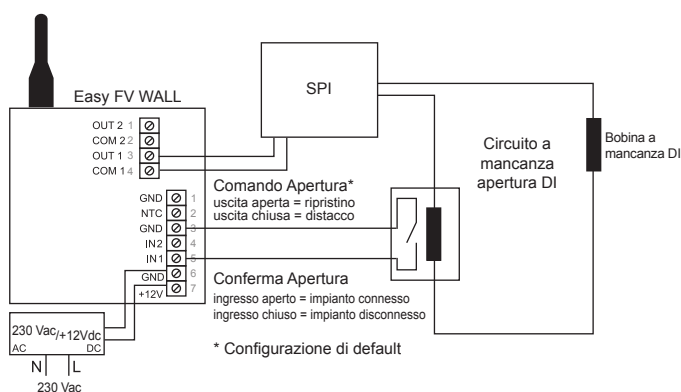 Easy FV WALL
SPI
OUT 2 1
COM 2 2
OUT 1 3
COM 1 4
GND 1
NTC 2
GND 3
IN2 4
IN1 5
GND 6
+12V 7
Comando Apertura*
uscita aperta = ripristino
uscita chiusa = distacco
Conferma Apertura
ingresso aperto = impianto connesso
ingresso chiuso = impianto disconnesso
* Configurazione di default
Circuito a
mancanza
apertura DI
Bobina a
mancanza DI
230 Vac/+12Vdc
AC DC
N L
230 Vac